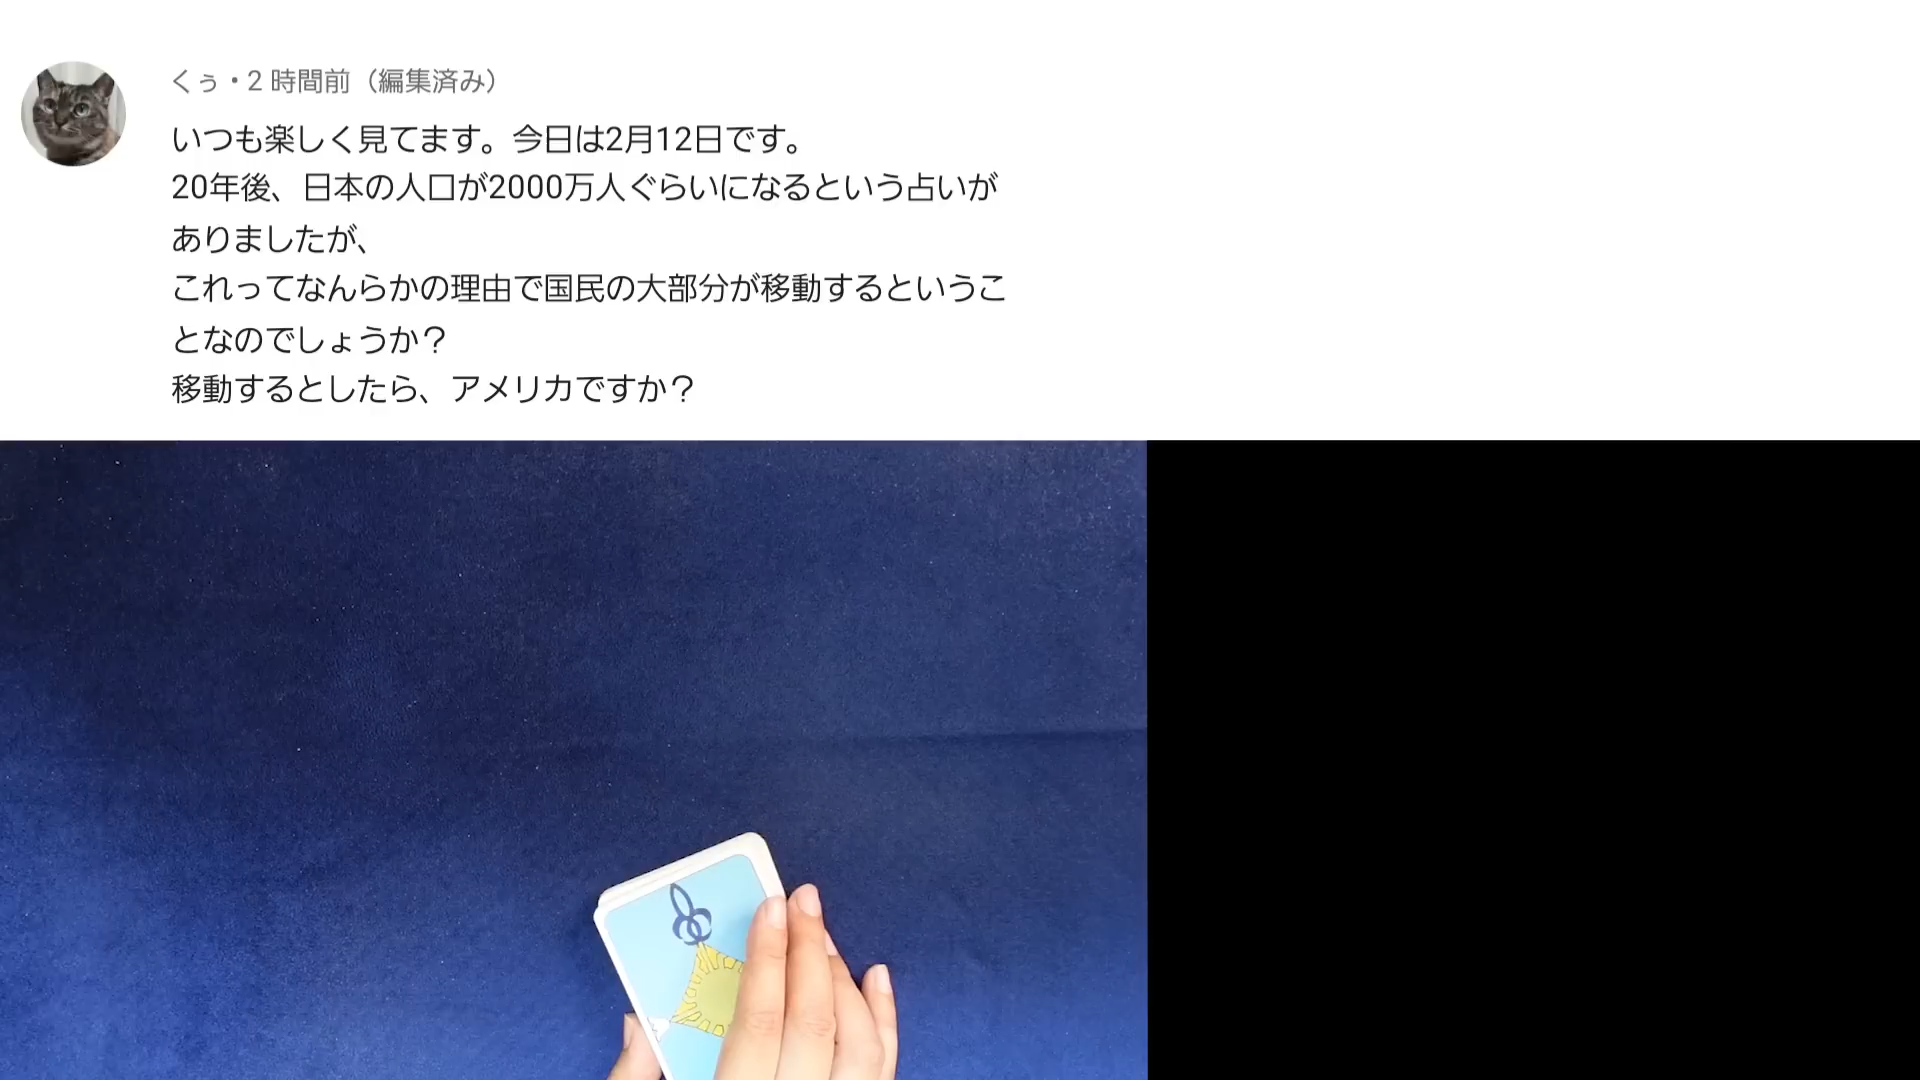 くぅ・2 時間前（編集済み）
いつも楽しく見てます。今日は2月12日です。
20年後、日本の人口が2000万人ぐらいになるという占いが
ありましたが、
これってなんらかの理由で国民の大部分が移動するというこ
となのでしょうか？
移動するとしたら、アメリカですか？